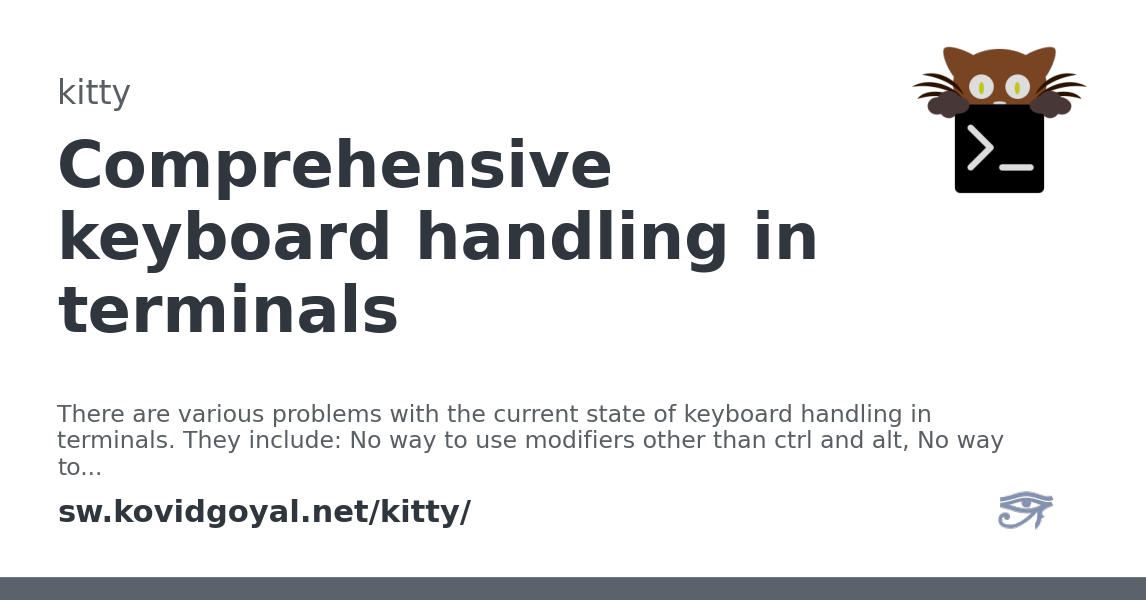 kitty
Comprehensive
keyboard handling in
terminals
There are various problems with the current state of keyboard handling in
terminals. They include: No way to use modifiers other than ctrl and alt, No way
to...
sw.kovidgoyal.net/kitty/